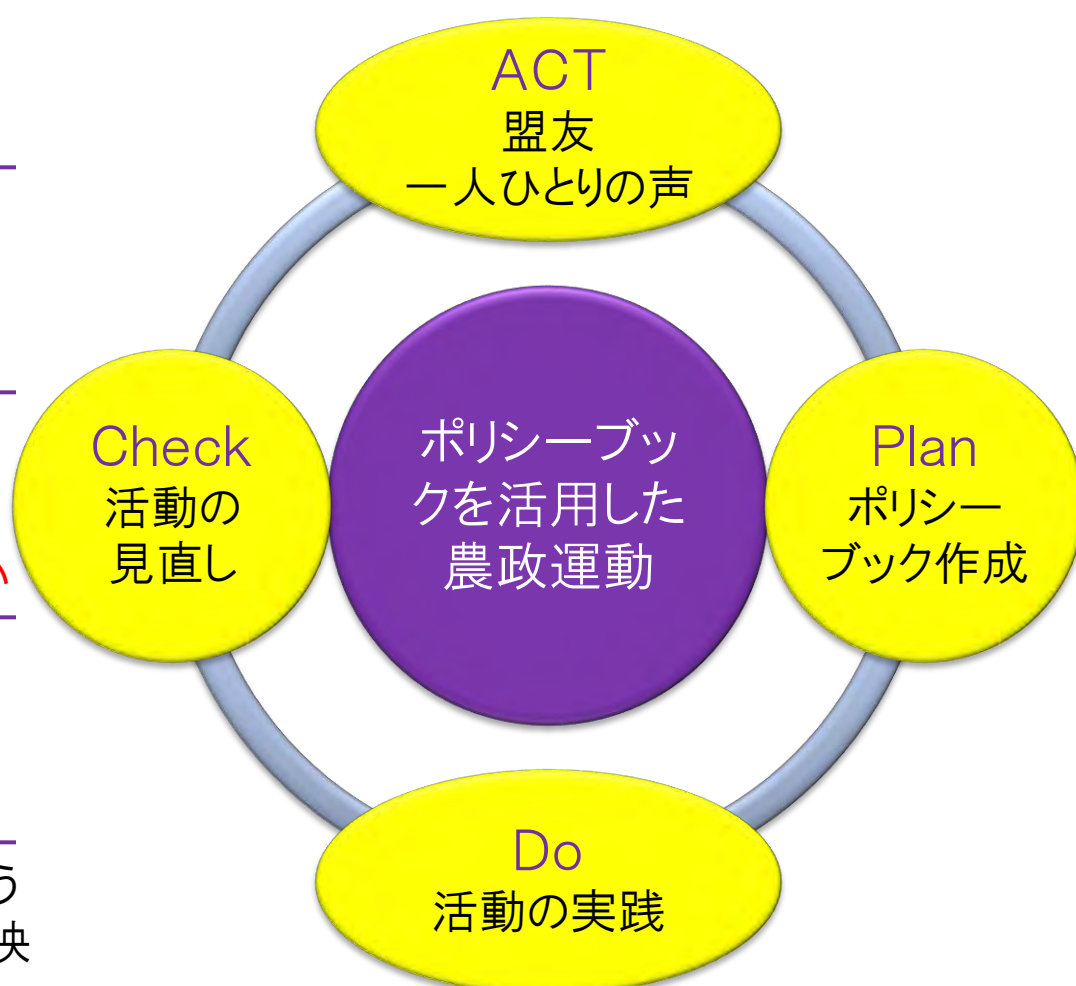 ACT
盟友
一人ひとりの声
Check
活動の
見直し
ポリシーブッ
クを活用した
農政運動
Plan
ポリシー
ブック作成
Do
活動の実践
う
映